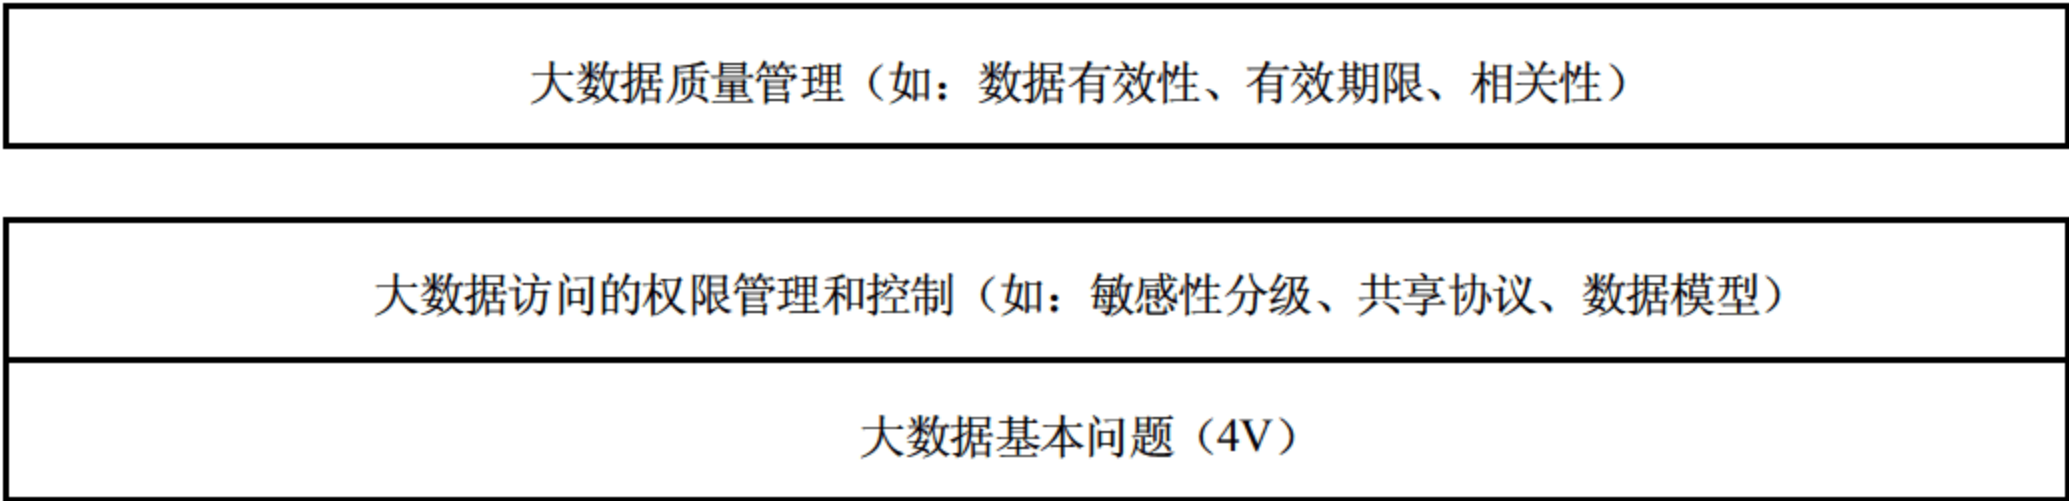 大数据质量管理（如：数据有效性、有效期限、相关性）
大数据访问的权限管理和控制（如：敏感性分级、共享协议、数据模型）
大数据基本问题（4V）